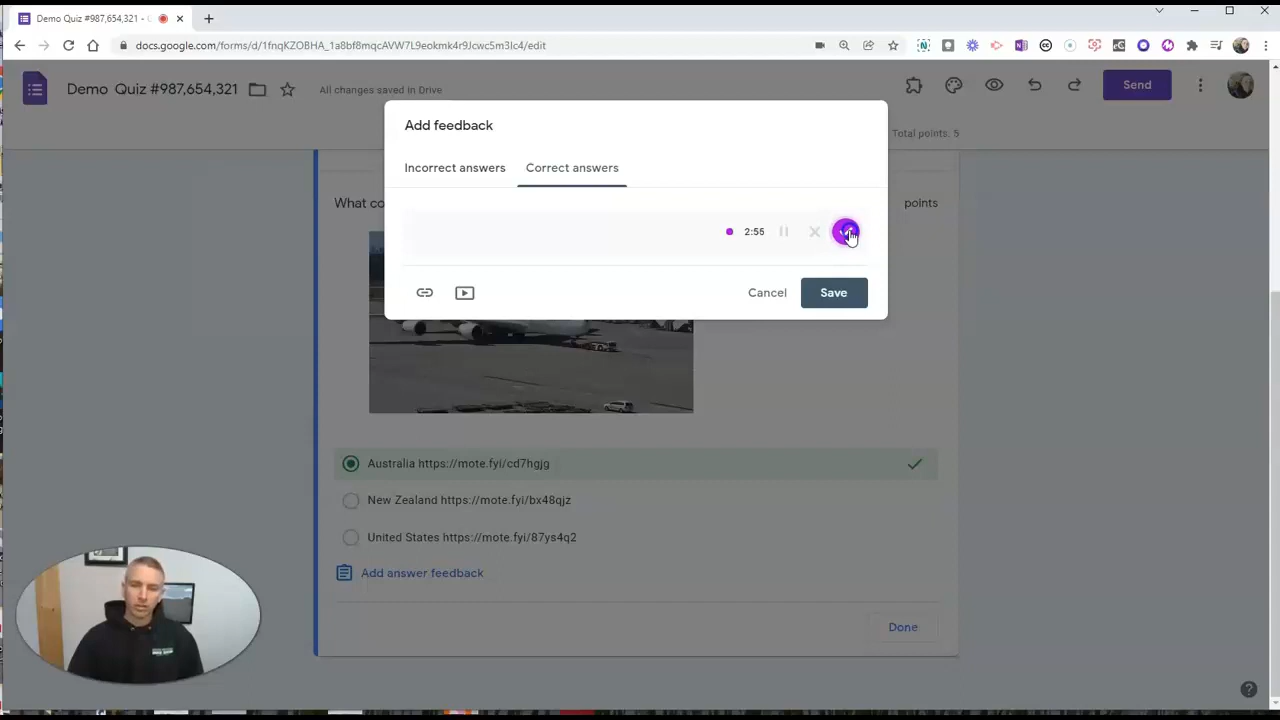 Demo Quiz #987,654,321 - G
docs.google.com/forms/d/1fnqKZOBHA_1a8bf8mqcAVW7L9eokmk4r9Jcwc5m3lc4/edit
Demo Quiz #987,654,321
All changes saved in Drive
Send
Total points: 5
Add feedback
Incorrect answers
Correct answers
What co
points
2:55
Cancel
Save
Australia https://mote.fyi/cd7hgjg
New Zealand https://mote.fyi/bx48qjz
United States https://mote.fyi/87ys4q2
Add answer feedback
Done